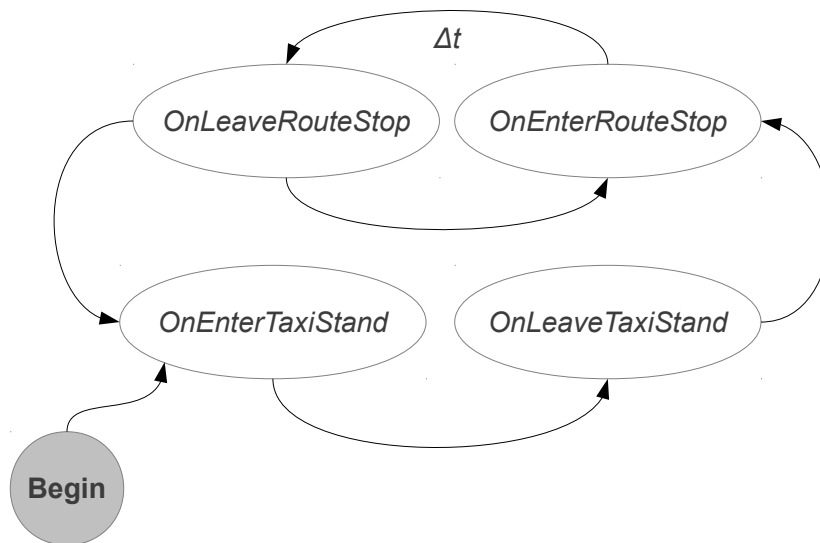 Δt
OnLeaveRouteStop
OnEnterRouteStop
OnEnterTaxiStand
OnLeaveTaxiStand
Begin